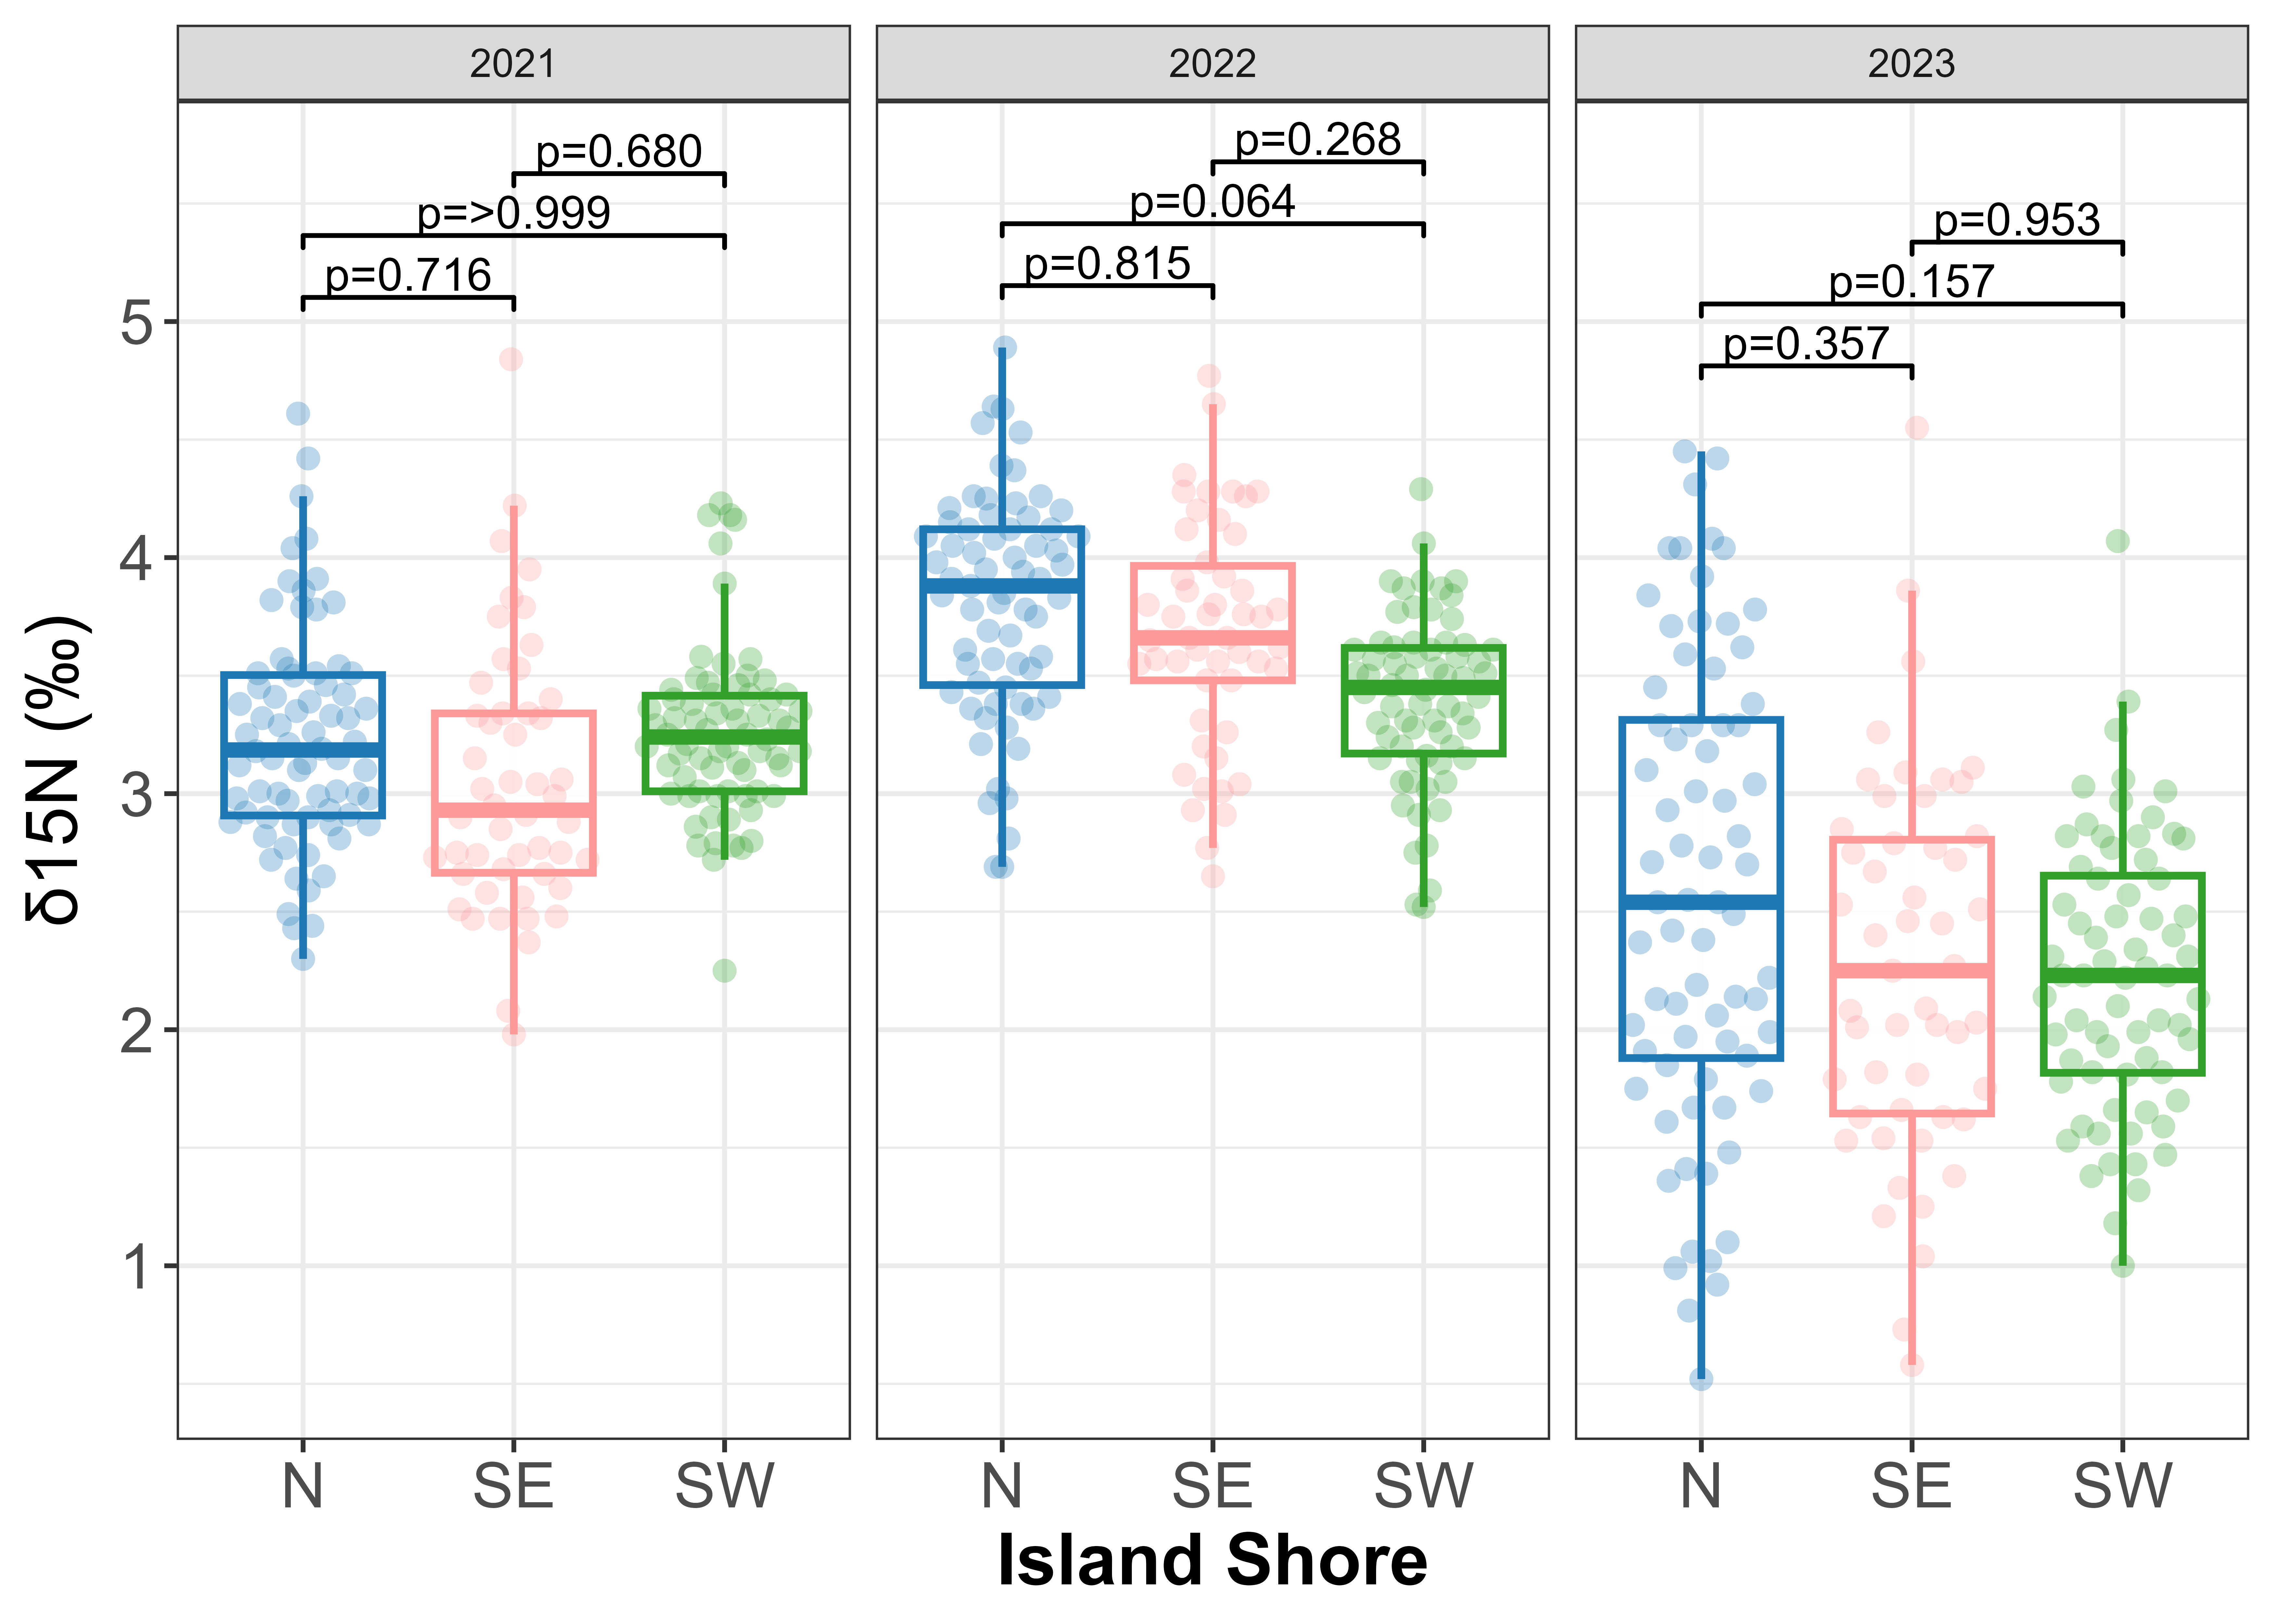 2021
2022
2023
p=0.680
p=>0.999
p=0.716
p=0.268
p=0.064
p=0.815
p=0.953
p=0.157
p=0.357
δ15N (‰)
5
4
3
2
1
N SE SW
N SE SW
N SE SW
Island Shore